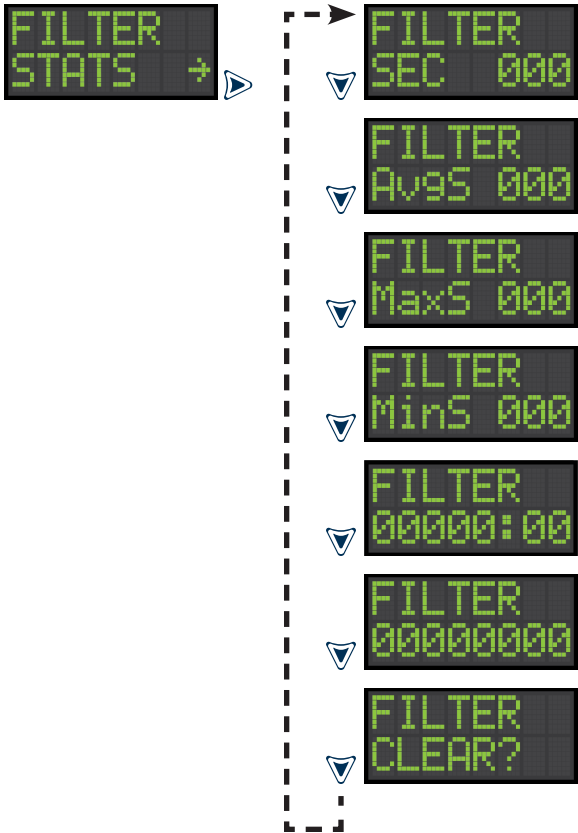 FILTER
STATS →
FILTER
SEC 000
FILTER
AvgS 000
FILTER
MaxS 000
FILTER
MinS 000
FILTER
00000:00
FILTER
00000000
FILTER
CLEAR?